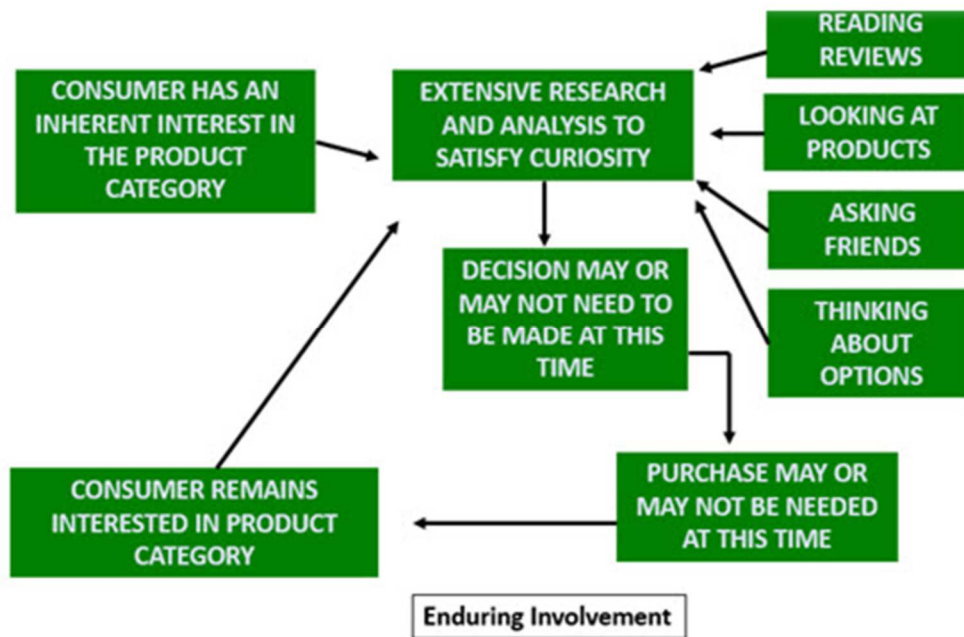 READING
REVIEWS
CONSUMER HAS AN
INHERENT INTEREST IN
THE PRODUCT
CATEGORY
EXTENSIVE RESEARCH
AND ANALYSIS TO
SATISFY CURIOSITY
LOOKING AT
PRODUCTS
ASKING
FRIENDS
DECISION MAY OR
MAY NOT NEED TO
BE MADE AT THIS
TIME
THINKING
ABOUT
OPTIONS
PURCHASE MAY OR
MAY NOT BE NEEDED
AT THIS TIME
CONSUMER REMAINS
INTERESTED IN PRODUCT
CATEGORY
Enduring Involvement